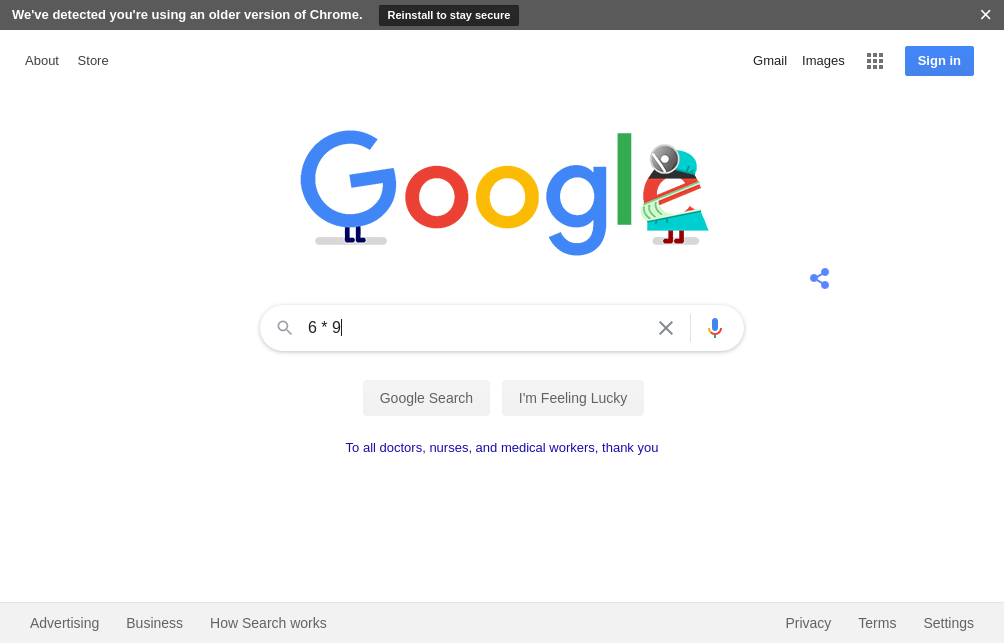 We've detected you're using an older version of Chrome. Reinstall to stay secure
About Store Gmail Images Sign in
Google
6 * 9
Google Search I'm Feeling Lucky
To all doctors, nurses, and medical workers, thank you
Advertising Business How Search works Privacy Terms Settings